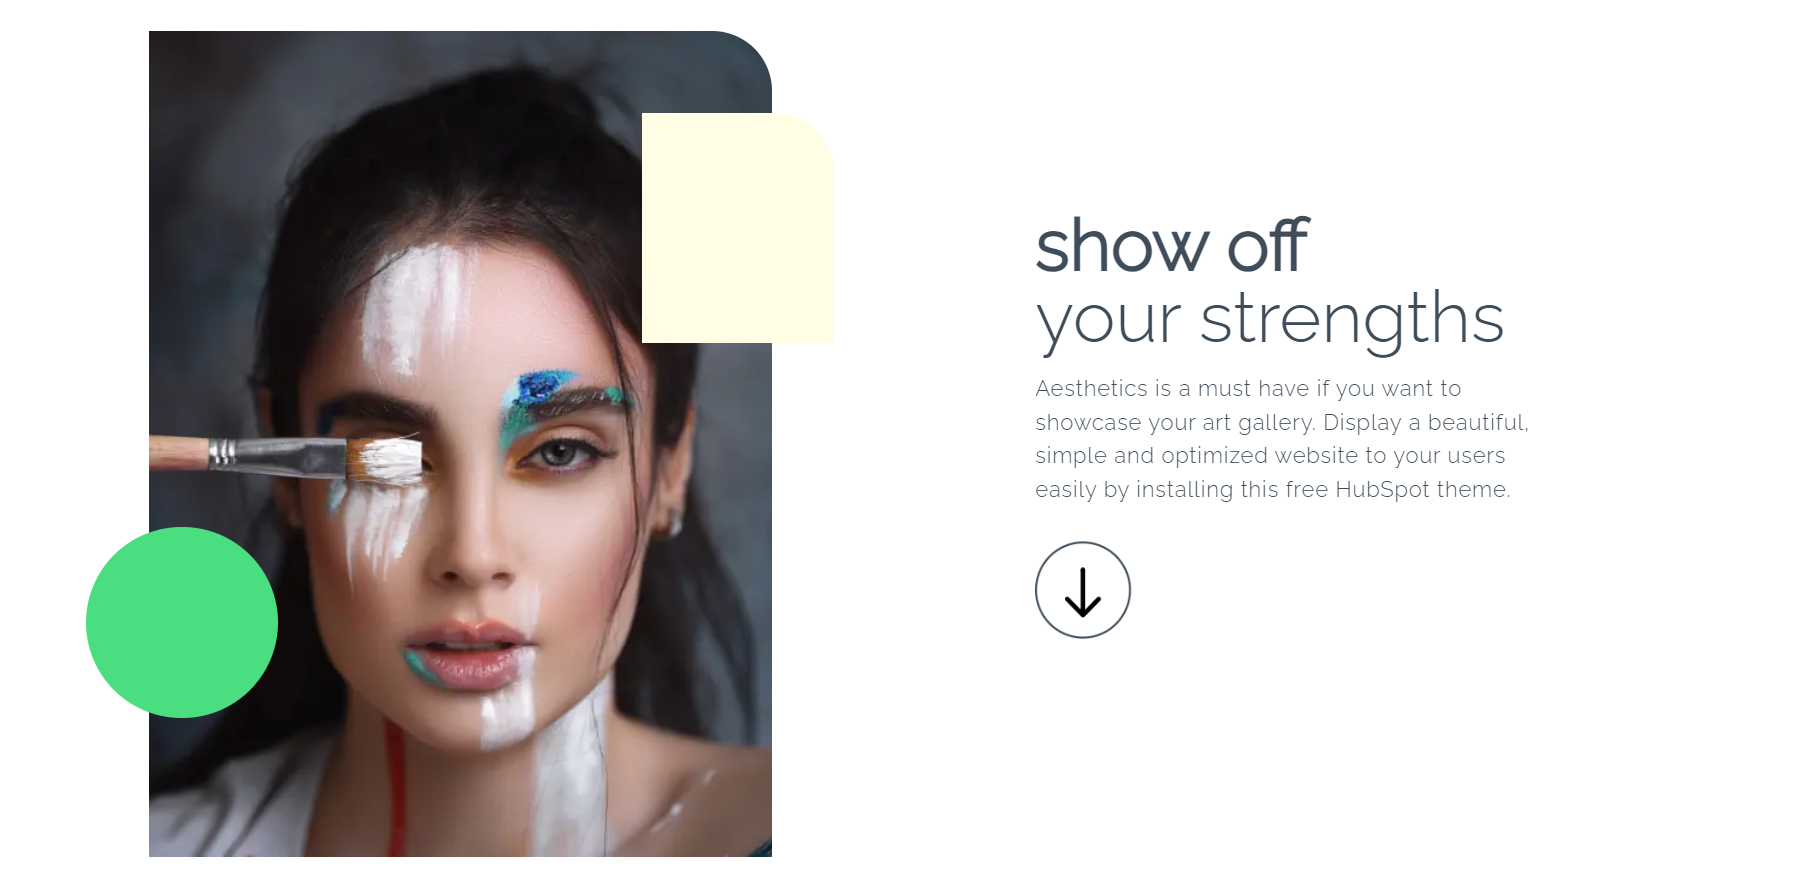 show off
your strengths
Aesthetics is a must have if you want to
showcase your art gallery. Display a beautiful,
simple and optimized website to your users
easily by installing this free HubSpot theme.